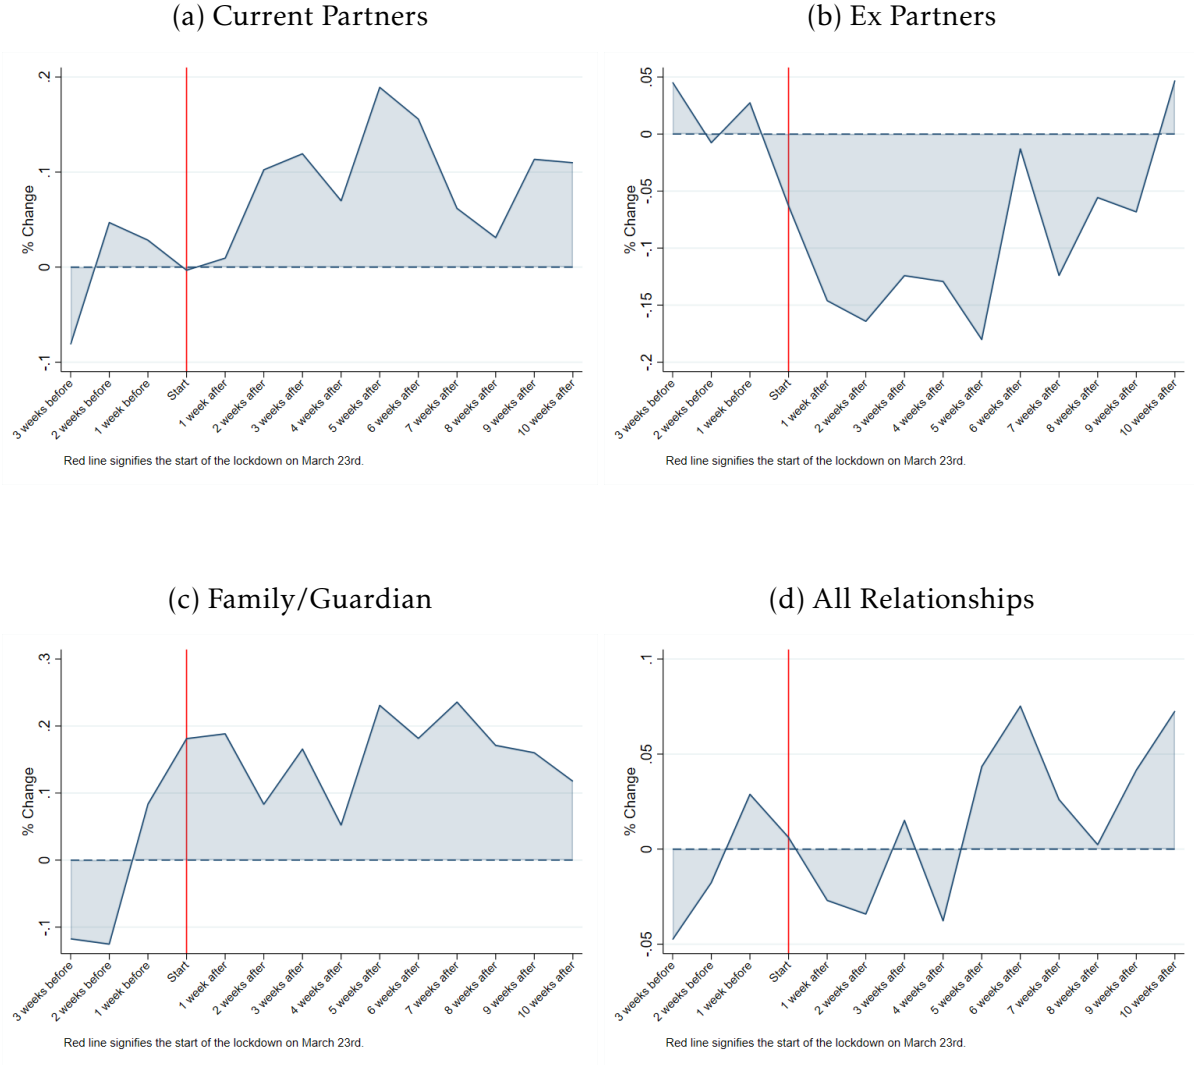 (a) Current Partners
.2
.1
0
-.1
% Change
3 weeks before
2 weeks before
1 week before
Start
1 week after
2 weeks after
3 weeks after
4 weeks after
5 weeks after
6 weeks after
7 weeks after
8 weeks after
9 weeks after
10 weeks after
Red line signifies the start of the lockdown on March 23rd.
(b) Ex Partners
.05
0
-.05
-.1
-.15
-.2
% Change
3 weeks before
2 weeks before
1 week before
Start
1 week after
2 weeks after
3 weeks after
4 weeks after
5 weeks after
6 weeks after
7 weeks after
8 weeks after
9 weeks after
10 weeks after
Red line signifies the start of the lockdown on March 23rd.
(c) Family/Guardian
.3
.2
.1
0
-.1
% Change
3 weeks before
2 weeks before
1 week before
Start
1 week after
2 weeks after
3 weeks after
4 weeks after
5 weeks after
6 weeks after
7 weeks after
8 weeks after
9 weeks after
10 weeks after
Red line signifies the start of the lockdown on March 23rd.
(d) All Relationships
.1
.05
0
-.05
% Change
3 weeks before
2 weeks before
1 week before
Start
1 week after
2 weeks after
3 weeks after
4 weeks after
5 weeks after
6 weeks after
7 weeks after
8 weeks after
9 weeks after
10 weeks after
Red line signifies the start of the lockdown on March 23rd.